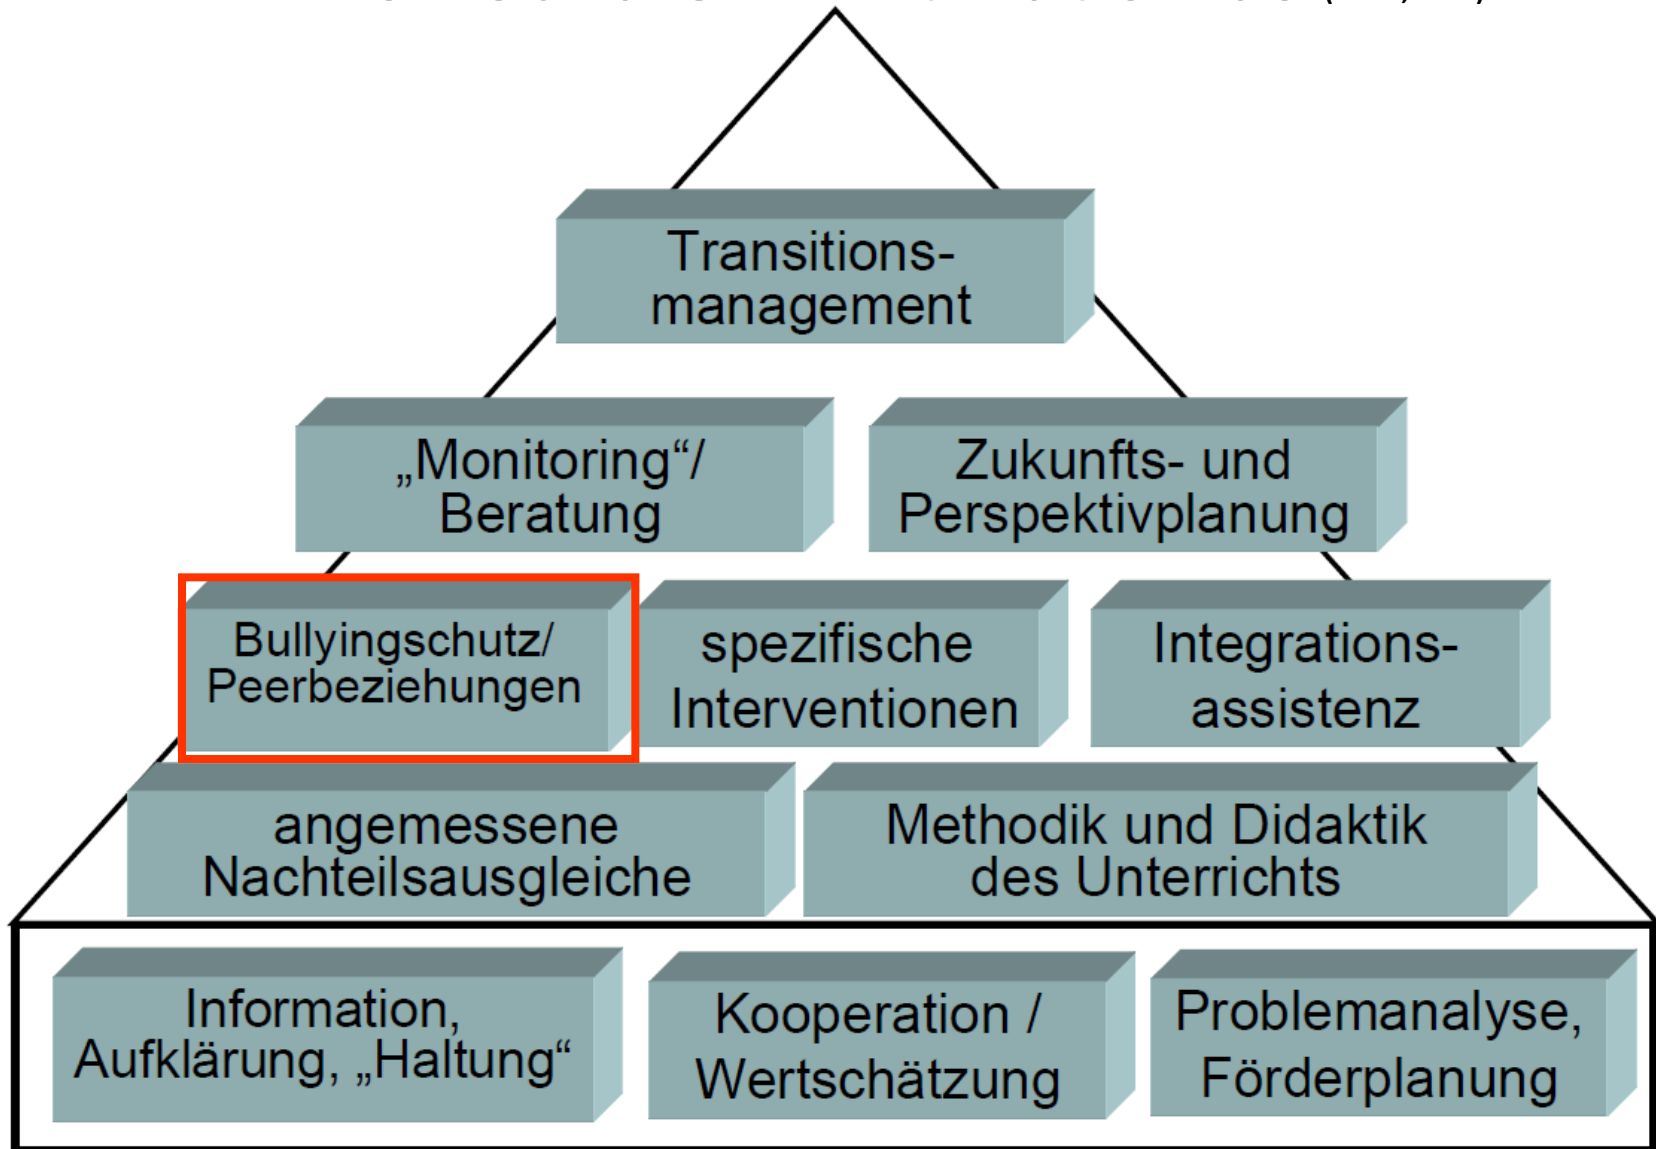 Transitions-
management
„Monitoring“/
Beratung
Zukunfts- und
Perspektivplanung
Bullyingschutz/
Peerbeziehungen
spezifische
Interventionen
Integrations-
assistenz
angemessene
Nachteilsausgleiche
Methodik und Didaktik
des Unterrichts
Information,
Aufklärung, „Haltung“
Kooperation /
Wertschätzung
Problemanalyse,
Förderplanung